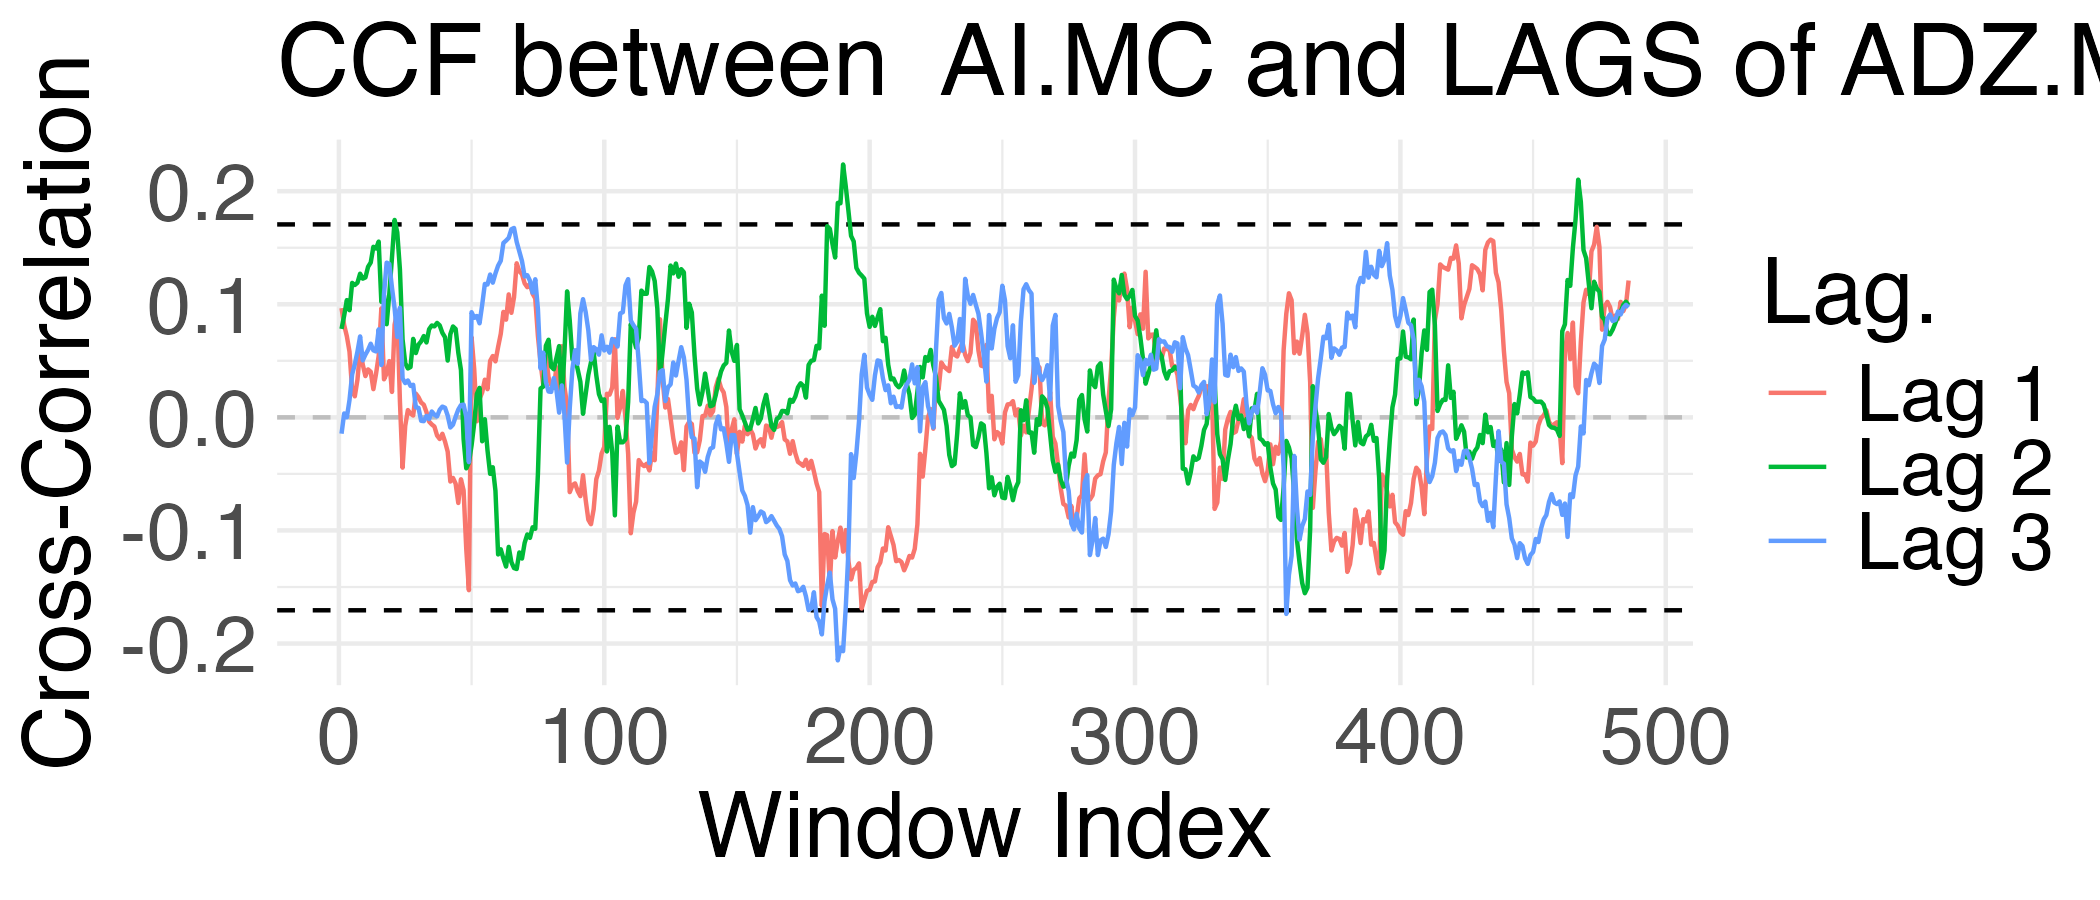 CCF between  AI.MC and LAGS of ADZ.M
Cross-Correlation
0.2
0.1
0.0
-0.1
-0.2
0 100 200 300 400 500
Window Index
Lag.
Lag 1
Lag 2
Lag 3